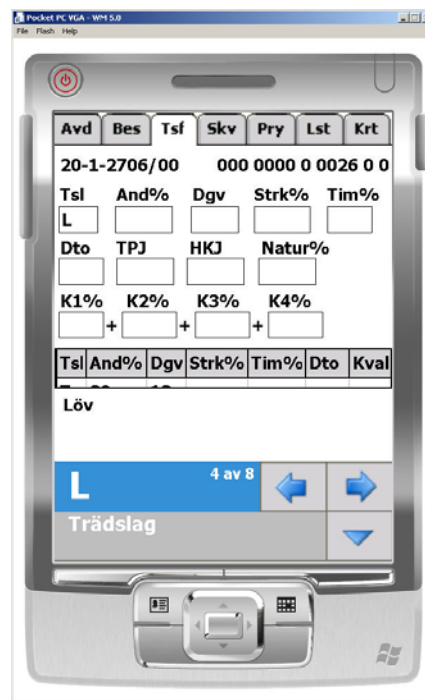 Pocket PC VGA - WM 5.0
File Flash Help
Avd Bes Tsf Skv Pry Lst Krt
20-1-2706/00 000 0000 0 0026 0 0
Tsl And% Dgv Strk% Tim%
L
Dto TPJ HKJ Natur%
K1% K2% K3% K4%
+ + +
Tsl And% Dgv Strk% Tim% Dto Kval
Löv
L 4 av 8
Trädslag